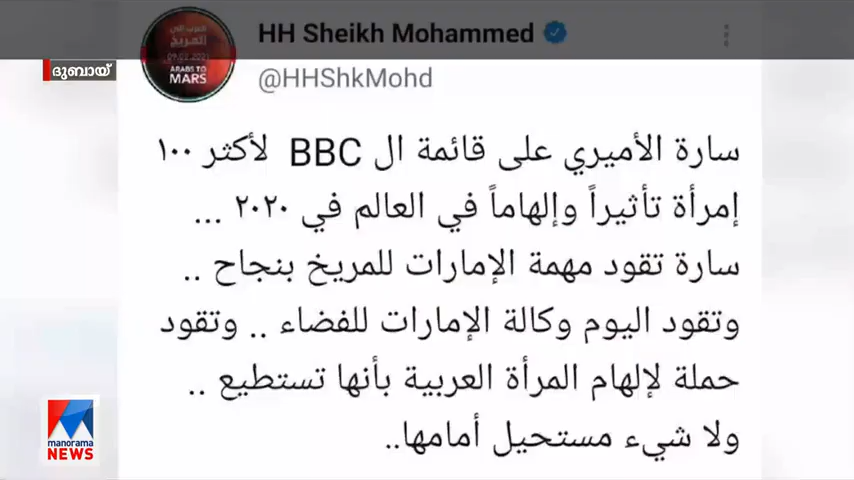 HH Sheikh Mohammed
@HHShkMohd
ARABS TO
MARS
ദുബായ്
سارة الأميري على قائمة ال BBC لأكثر ١٠٠
إمرأة تأثيراً وإلهاماً في العالم في ٢٠٢٠ ...
سارة تقود مهمة الإمارات للمريخ بنجاح ..
وتقود اليوم وكالة الإمارات للفضاء .. وتقود
حملة لإلهام المرأة العربية بأنها تستطيع ..
ولا شيء مستحيل أمامها..
manorama
NEWS